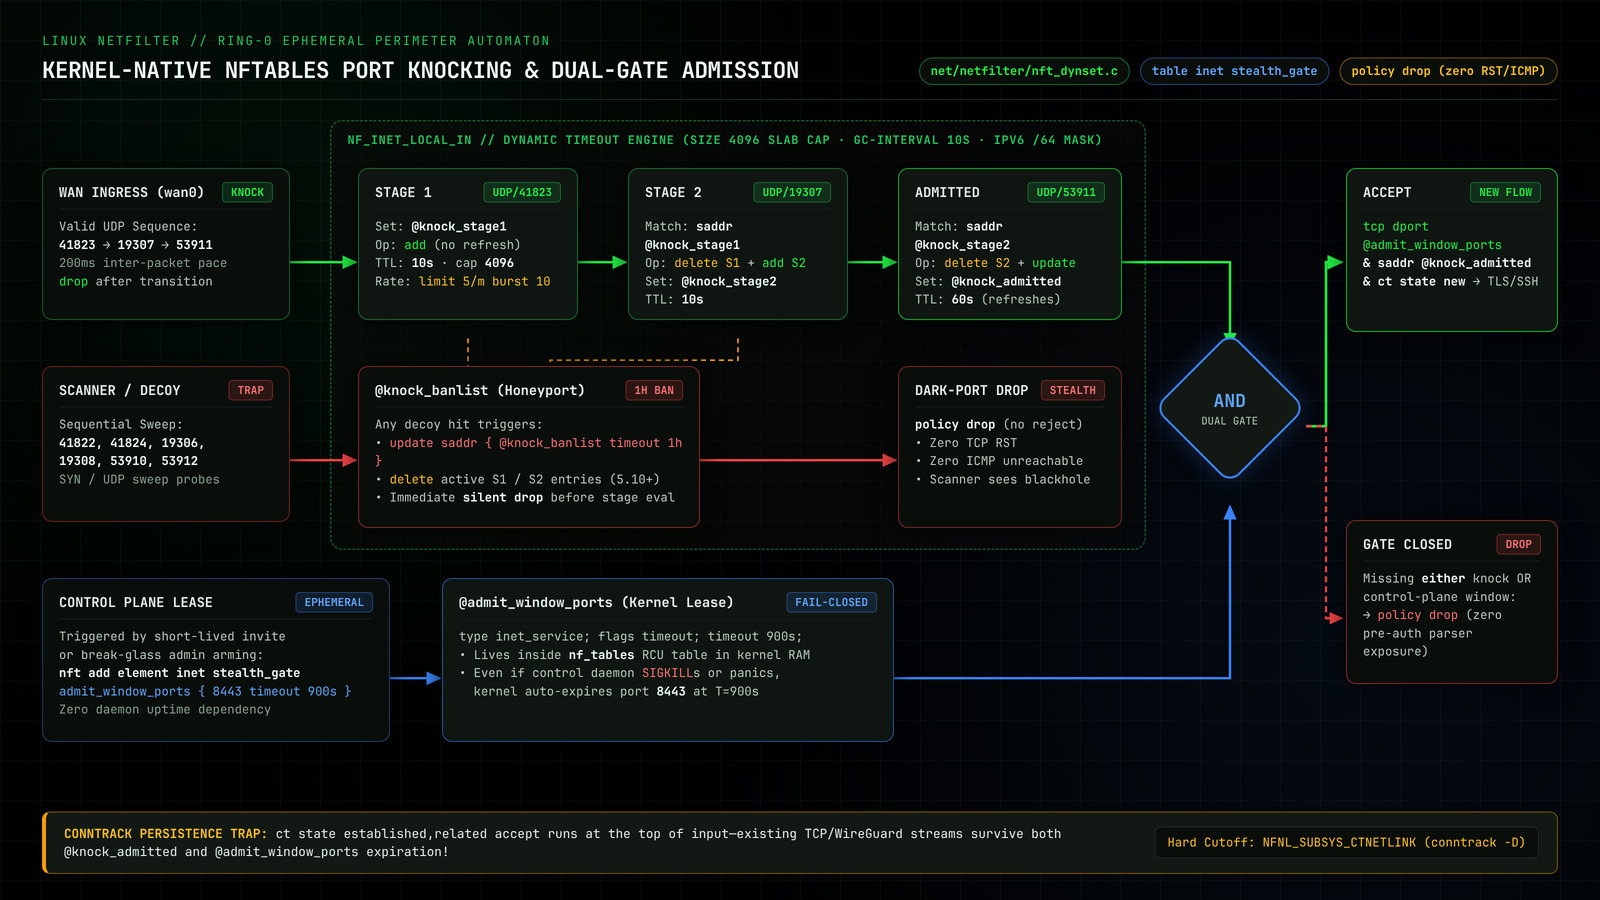 LINUX NETFILTER // RING-0 EPHEMERAL PERIMETER AUTOMATON
KERNEL-NATIVE NFTABLES PORT KNOCKING & DUAL-GATE ADMISSION
net/netfilter/nft_dynset.c
table inet stealth_gate
policy drop (zero RST/ICMP)
NF_INET_LOCAL_IN // DYNAMIC TIMEOUT ENGINE (SIZE 4096 SLAB CAP · GC-INTERVAL 10S · IPV6 /64 MASK)
WAN INGRESS (wan0)
KNOCK
Valid UDP Sequence:
41823 → 19307 → 53911
200ms inter-packet pace
drop after transition
STAGE 1
UDP/41823
Set: @knock_stage1
Op: add (no refresh)
TTL: 10s · cap 4096
Rate: limit 5/m burst 10
STAGE 2
UDP/19307
Match: saddr
@knock_stage1
Op: delete S1 + add S2
Set: @knock_stage2
TTL: 10s
ADMITTED
UDP/53911
Match: saddr
@knock_stage2
Op: delete S2 + update
Set: @knock_admitted
TTL: 60s (refreshes)
ACCEPT
NEW FLOW
tcp dport
@admit_window_ports
& saddr @knock_admitted
& ct state new → TLS/SSH
SCANNER / DECOY
TRAP
Sequential Sweep:
41822, 41824, 19306,
19308, 53910, 53912
SYN / UDP sweep probes
@knock_banlist (Honeyport)
1H BAN
Any decoy hit triggers:
• update saddr { @knock_banlist timeout 1h
}
• delete active S1 / S2 entries (5.10+)
• Immediate silent drop before stage eval
DARK-PORT DROP
STEALTH
policy drop (no reject)
• Zero TCP RST
• Zero ICMP unreachable
• Scanner sees blackhole
AND
DUAL GATE
GATE CLOSED
DROP
Missing either knock OR
control-plane window:
→ policy drop (zero
pre-auth parser
exposure)
CONTROL PLANE LEASE
EPHEMERAL
Triggered by short-lived invite
or break-glass admin arming:
nft add element inet stealth_gate
admit_window_ports { 8443 timeout 900s }
Zero daemon uptime dependency
@admit_window_ports (Kernel Lease)
FAIL-CLOSED
type inet_service; flags timeout; timeout 900s;
• Lives inside nf_tables RCU table in kernel RAM
• Even if control daemon SIGKILLs or panics,
kernel auto-expires port 8443 at T=900s
CONNTRACK PERSISTENCE TRAP: ct state established,related accept runs at the top of input—existing TCP/WireGuard streams survive both
@knock_admitted and @admit_window_ports expiration!
Hard Cutoff: NFNL_SUBSYS_CTNETLINK (conntrack -D)